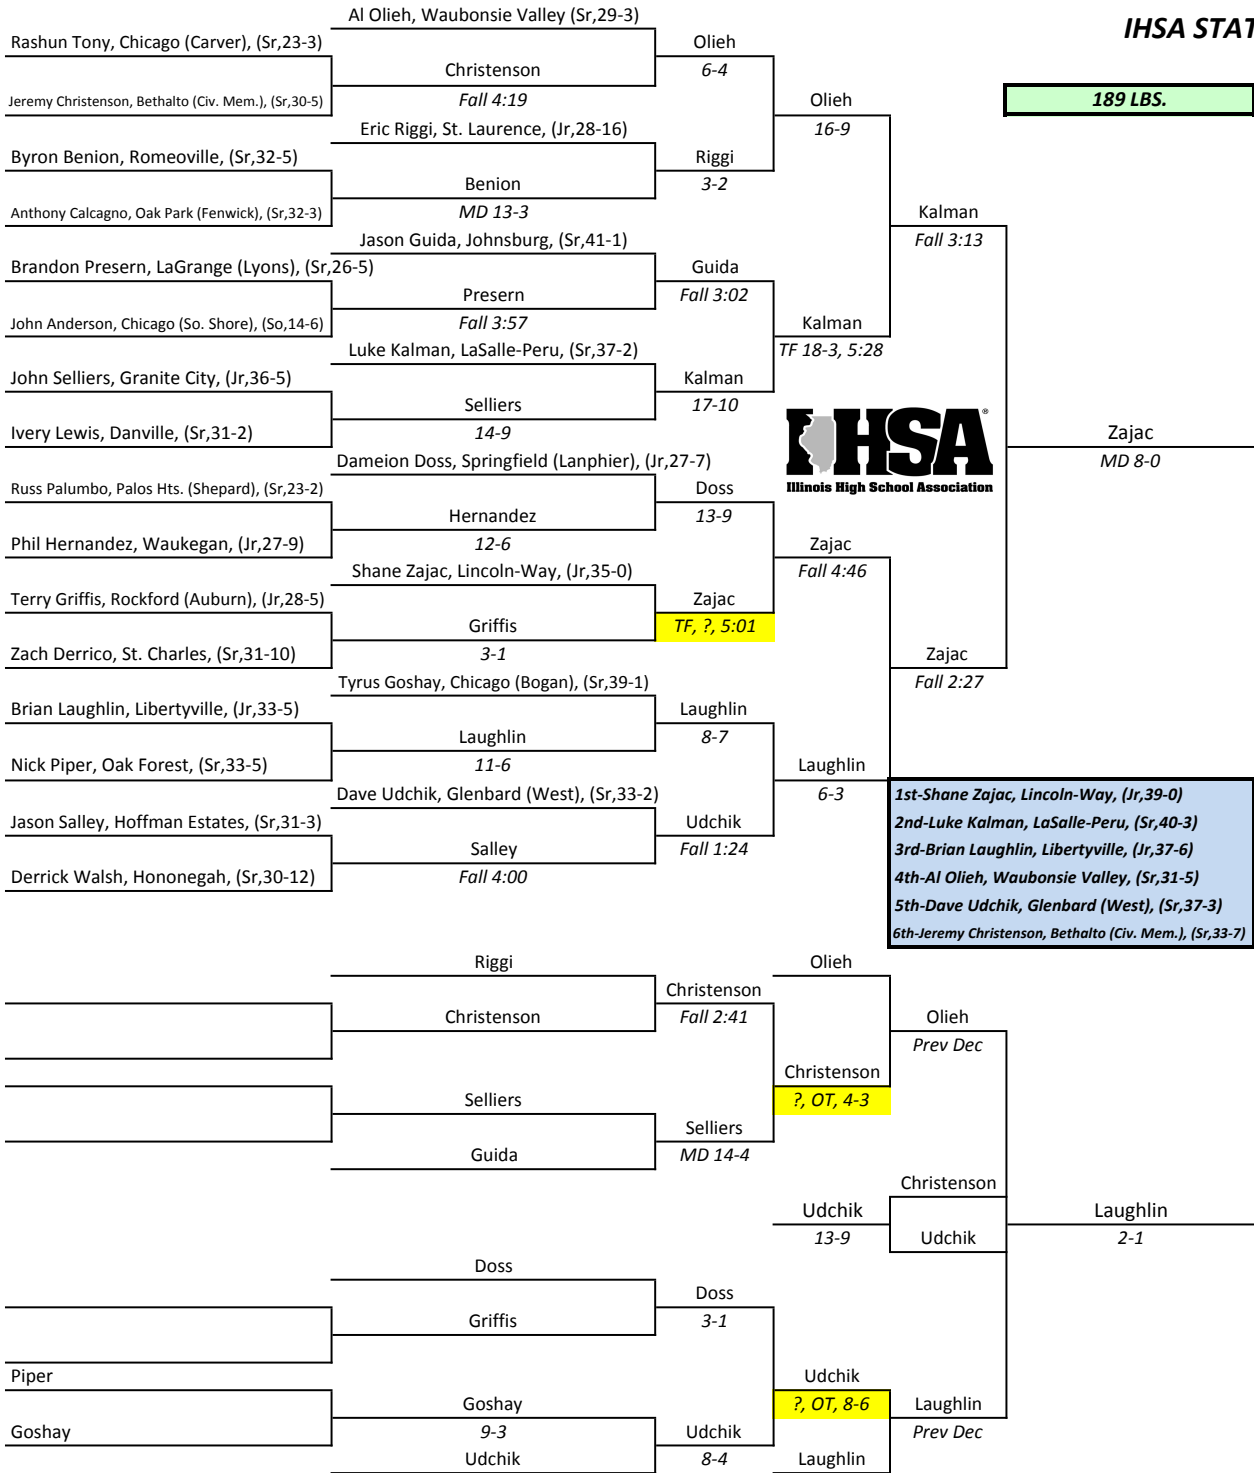 Al Olieh, Waubonsie Valley (Sr,29-3)
IHSA STAT
Rashun Tony, Chicago (Carver), (Sr,23-3)
Olieh
Christenson
6-4
Jeremy Christenson, Bethalto (Civ. Mem.), (Sr,30-5)
Fall 4:19
Olieh
189 LBS.
Eric Riggi, St. Laurence, (Jr,28-16)
16-9
Byron Benion, Romeoville, (Sr,32-5)
Riggi
Benion
3-2
Anthony Calcagno, Oak Park (Fenwick), (Sr,32-3)
MD 13-3
Kalman
Jason Guida, Johnsburg, (Sr,41-1)
Fall 3:13
Brandon Presern, LaGrange (Lyons), (Sr,26-5)
Guida
Presern
Fall 3:02
John Anderson, Chicago (So. Shore), (So,14-6)
Fall 3:57
Kalman
Luke Kalman, LaSalle-Peru, (Sr,37-2)
TF 18-3, 5:28
John Selliers, Granite City, (Jr,36-5)
Kalman
Selliers
17-10
Ivery Lewis, Danville, (Sr,31-2)
14-9
IHSA®
Zajac
Dameion Doss, Springfield (Lanphier), (Jr,27-7)
MD 8-0
Illinois High School Association
Russ Palumbo, Palos Hts. (Shepard), (Sr,23-2)
Doss
Hernandez
13-9
Phil Hernandez, Waukegan, (Jr,27-9)
12-6
Zajac
Shane Zajac, Lincoln-Way, (Jr,35-0)
Fall 4:46
Terry Griffis, Rockford (Auburn), (Jr,28-5)
Zajac
Griffis
TF, ?, 5:01
Zach Derrico, St. Charles, (Sr,31-10)
3-1
Zajac
Tyrus Goshay, Chicago (Bogan), (Sr,39-1)
Fall 2:27
Brian Laughlin, Libertyville, (Jr,33-5)
Laughlin
Laughlin
8-7
Nick Piper, Oak Forest, (Sr,33-5)
11-6
Laughlin
Dave Udchik, Glenbard (West), (Sr,33-2)
6-3
1st-Shane Zajac, Lincoln-Way, (Jr,39-0)
Jason Salley, Hoffman Estates, (Sr,31-3)
Udchik
2nd-Luke Kalman, LaSalle-Peru, (Sr,40-3)
Salley
Fall 1:24
3rd-Brian Laughlin, Libertyville, (Jr,37-6)
Derrick Walsh, Hononegah, (Sr,30-12)
Fall 4:00
4th-Al Olieh, Waubonsie Valley, (Sr,31-5)
5th-Dave Udchik, Glenbard (West), (Sr,37-3)
6th-Jeremy Christenson, Bethalto (Civ. Mem.), (Sr,33-7)
Riggi
Olieh
Christenson
Christenson
Fall 2:41
Olieh
Prev Dec
Christenson
Selliers
?, OT, 4-3
Selliers
Guida
MD 14-4
Christenson
Udchik
Laughlin
13-9
Udchik
2-1
Doss
Doss
Griffis
3-1
Piper
Udchik
Goshay
?, OT, 8-6
Laughlin
Goshay
9-3
Udchik
Prev Dec
Udchik
8-4
Laughlin